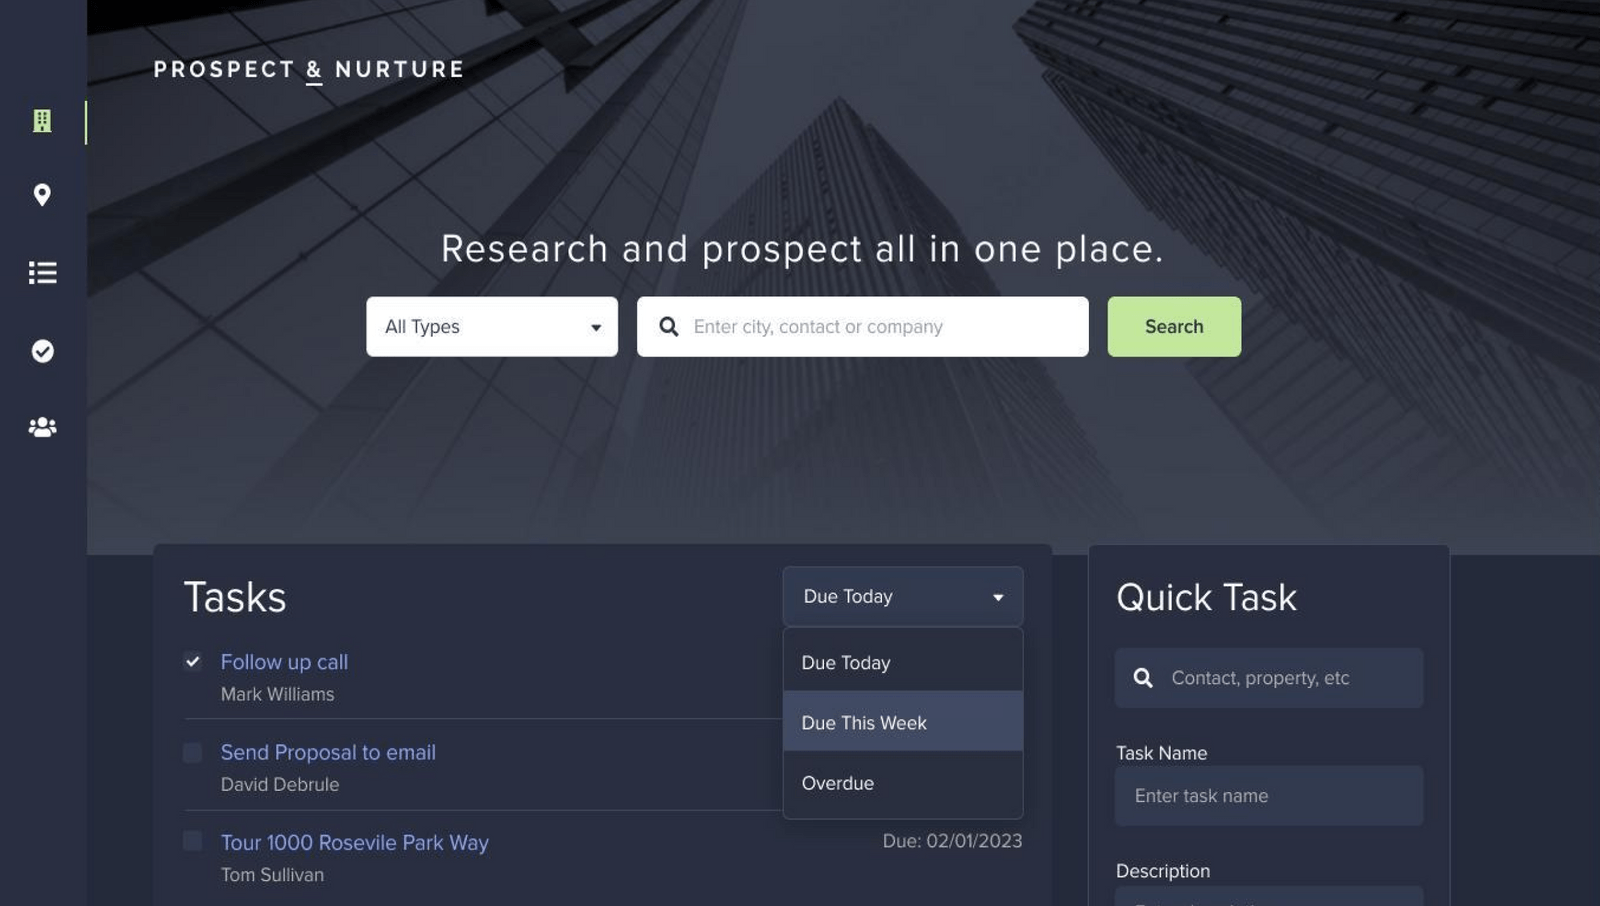 PROSPECT & NURTURE
Research and prospect all in one place.
All Types
Enter city, contact or company
Search
Tasks
Due Today
Due Today
Due This Week
Overdue
Follow up call
Mark Williams
Send Proposal to email
David Debrule
Tour 1000 Rosevile Park Way
Due: 02/01/2023
Tom Sullivan
Quick Task
Contact, property, etc
Task Name
Enter task name
Description